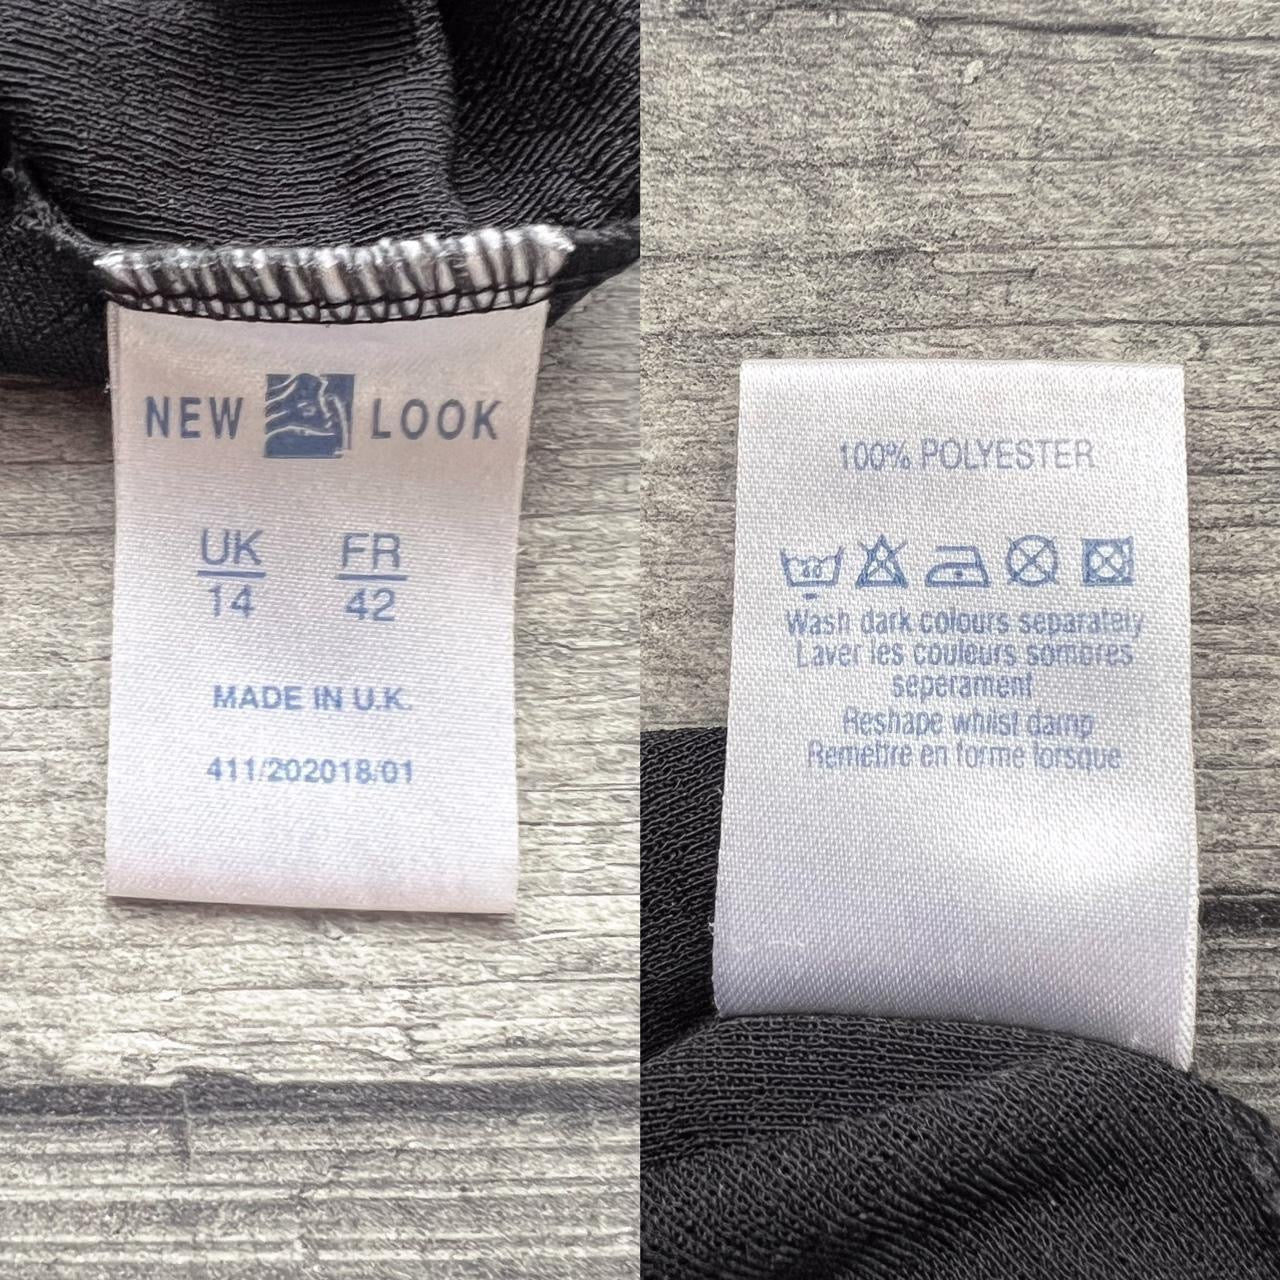 NEW LOOK
UK FR
14 42
MADE IN U.K.
411/202018/01
100% POLYESTER
Wash dark colours separately
Laver les couleurs sombres
seperament
Reshape whilst damp
Remettre en forme lorsque